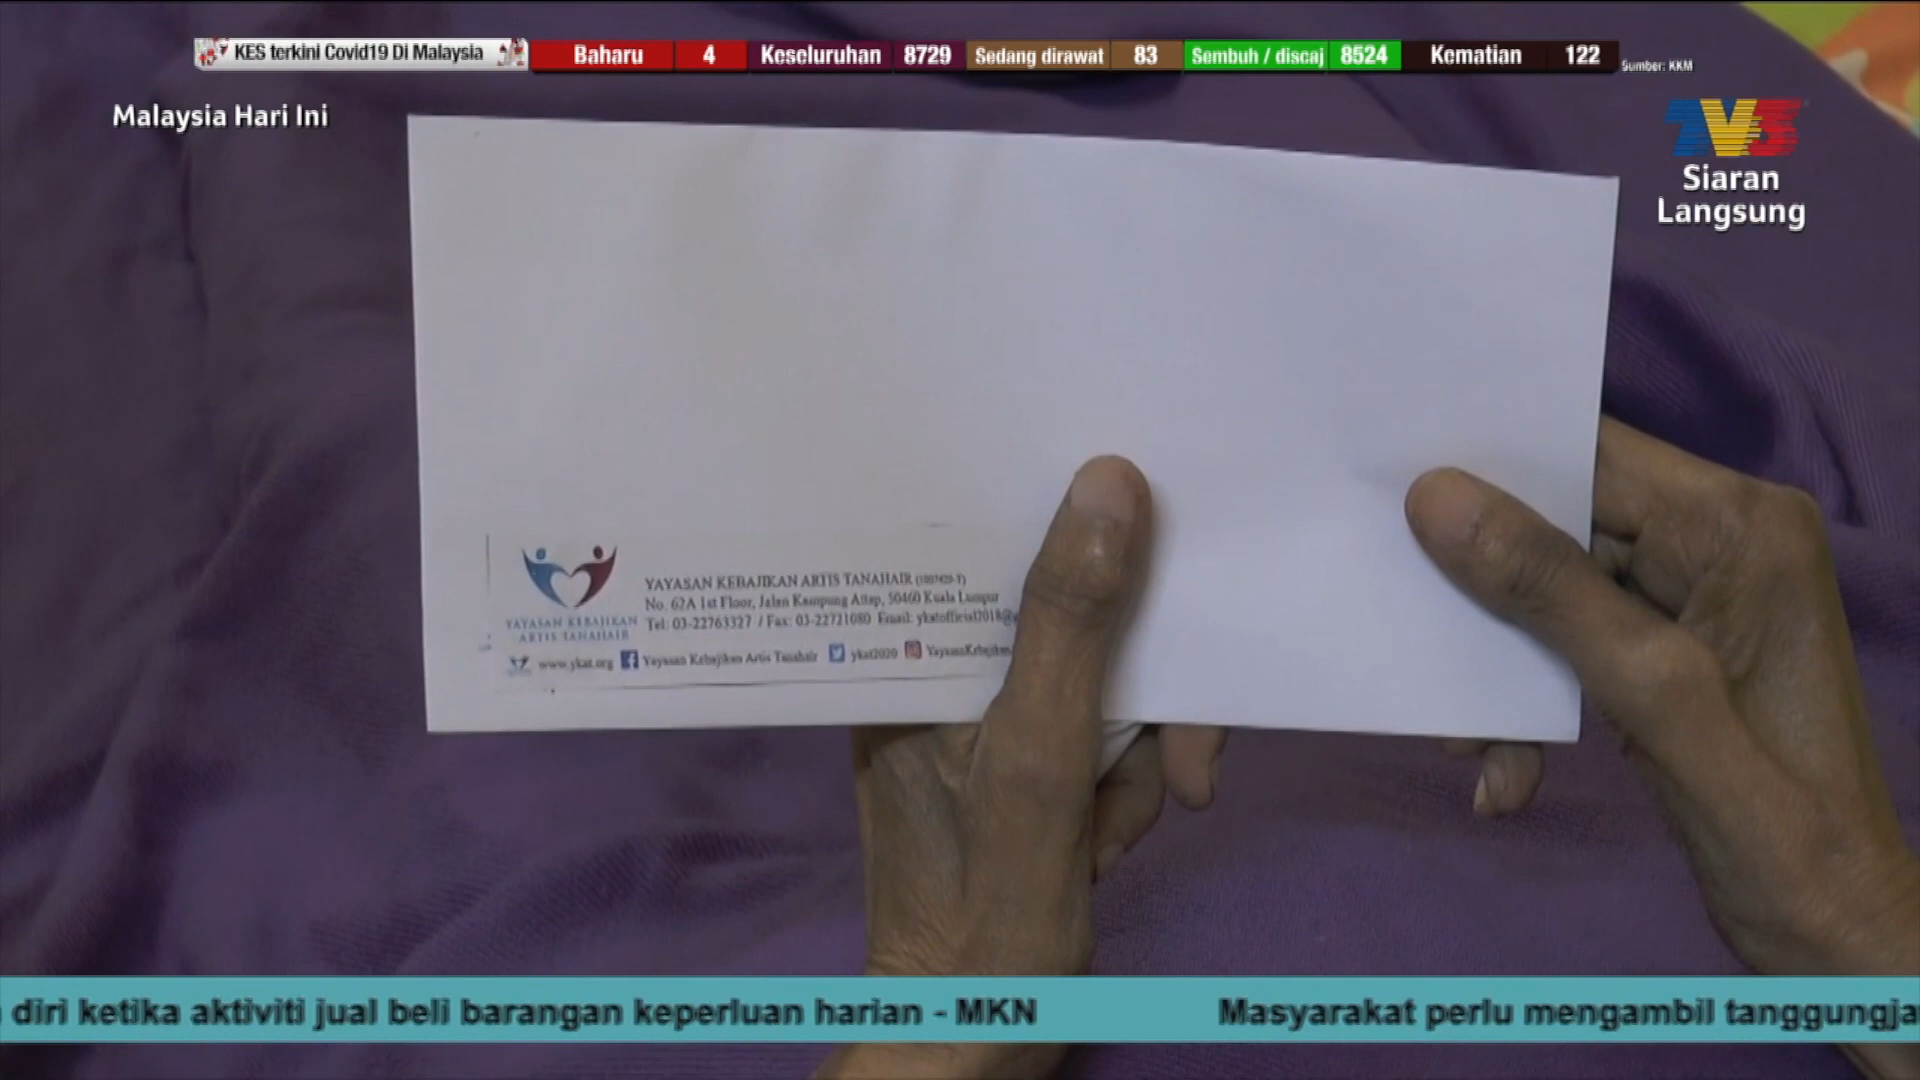 KES terkini Covid19 Di Malaysia Baharu 4 Keseluruhan 8729 Sedang dirawat 83 Sembuh / discaj 8524 Kematian 122 Sumber: KKM
Malaysia Hari Ini
TV3
Siaran
Langsung
YAYASAN KEBAJIKAN ARTIS TANAHAIR
No. 62A 1st Floor, Jalan Kampung Attap, 50460 Kuala Lumpur
Tel: 03-22763327 / Fax: 03-22721080 Email: ykatofficial2018@
YAYASAN KEBAJIKAN
ARTIS TANAHAIR
www.ykat.org Yayasan Kebajikan Artis Tanahair ykat2020
diri ketika aktiviti jual beli barangan keperluan harian - MKN Masyarakat perlu mengambil tanggungja